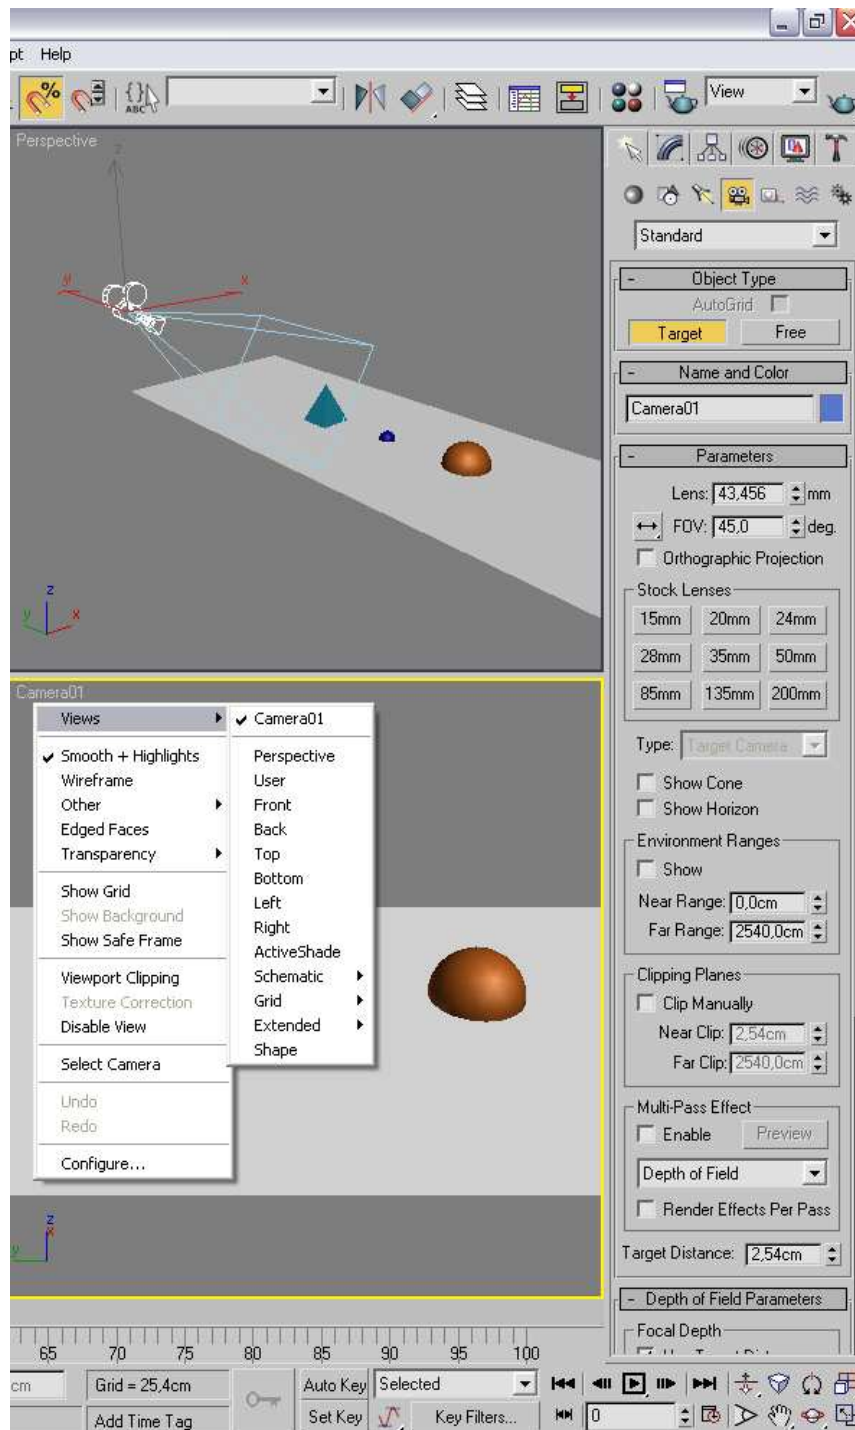 pt Help
%
{} ABC
View
Perspective
z
y
x
z
y x
Standard
- Object Type
AutoGrid
Target Free
- Name and Color
Camera01
- Parameters
Lens: 43,456 mm
FOV: 45,0 deg.
Orthographic Projection
Stock Lenses
15mm 20mm 24mm
28mm 35mm 50mm
85mm 135mm 200mm
Type: Target Camera
Show Cone
Show Horizon
Environment Ranges
Show
Near Range: 0,0cm
Far Range: 2540,0cm
Clipping Planes
Clip Manually
Near Clip: 2,54cm
Far Clip: 2540,0cm
Multi-Pass Effect
Enable Preview
Depth of Field
Render Effects Per Pass
Target Distance: 2,54cm
- Depth of Field Parameters
Focal Depth
Camera01
Views
Smooth + Highlights
Wireframe
Other
Edged Faces
Transparency
Show Grid
Show Background
Show Safe Frame
Viewport Clipping
Texture Correction
Disable View
Select Camera
Undo
Redo
Configure...
Camera01
Perspective
User
Front
Back
Top
Bottom
Left
Right
ActiveShade
Schematic
Grid
Extended
Shape
z
x
y
65 70 75 80 85 90 95 100
cm Grid = 25,4cm Auto Key Selected
Add Time Tag Set Key Key Filters... 0